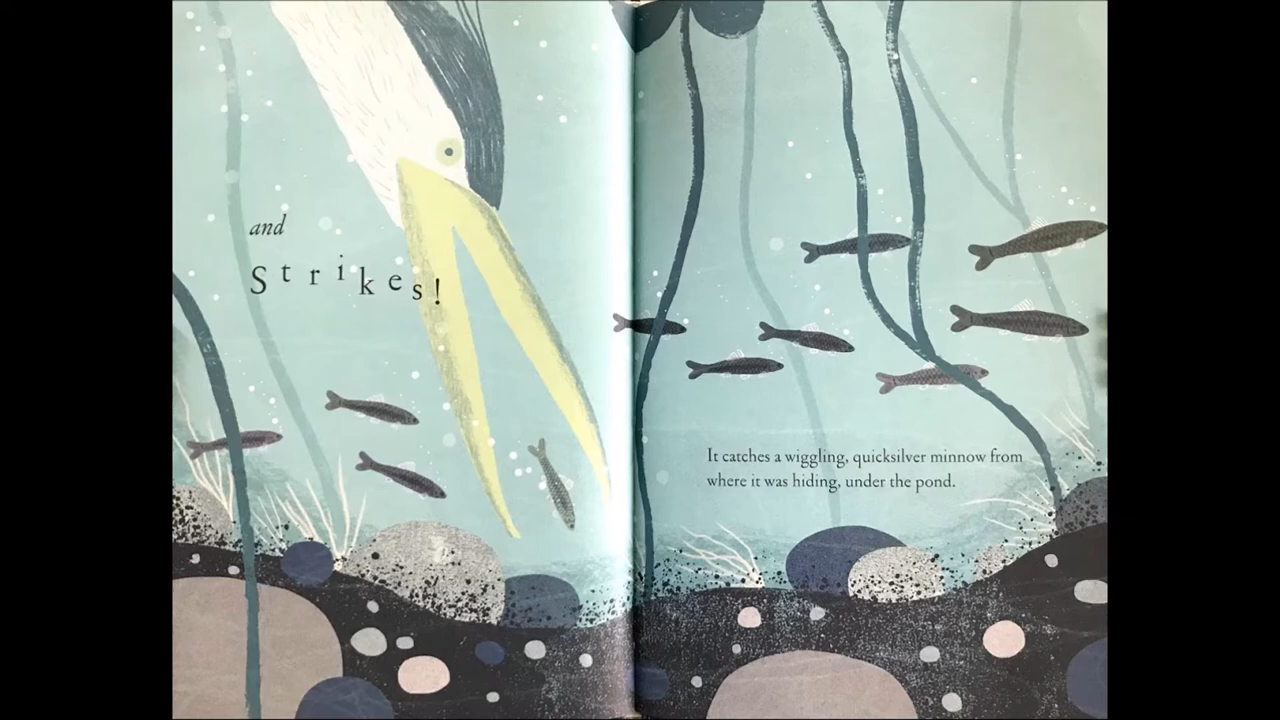 and
Strikes!
It catches a wiggling, quicksilver minnow from
where it was hiding, under the pond.